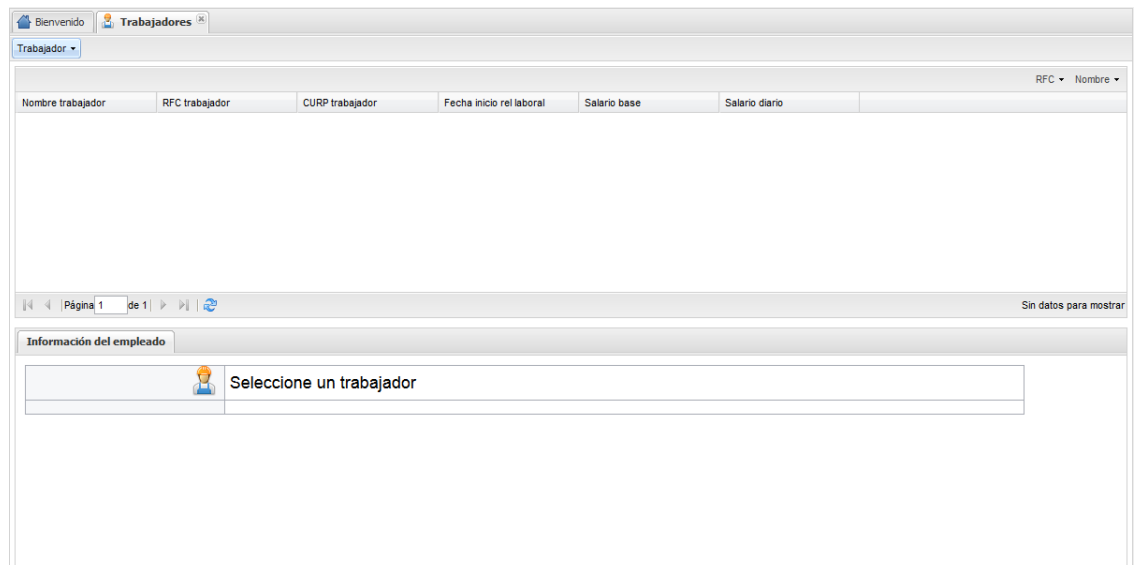 Bienvenido Trabajadores
Trabajador
RFC Nombre
Nombre trabajador RFC trabajador CURP trabajador Fecha inicio rel laboral Salario base Salario diario
Página 1 de 1 Sin datos para mostrar
Información del empleado
Seleccione un trabajador